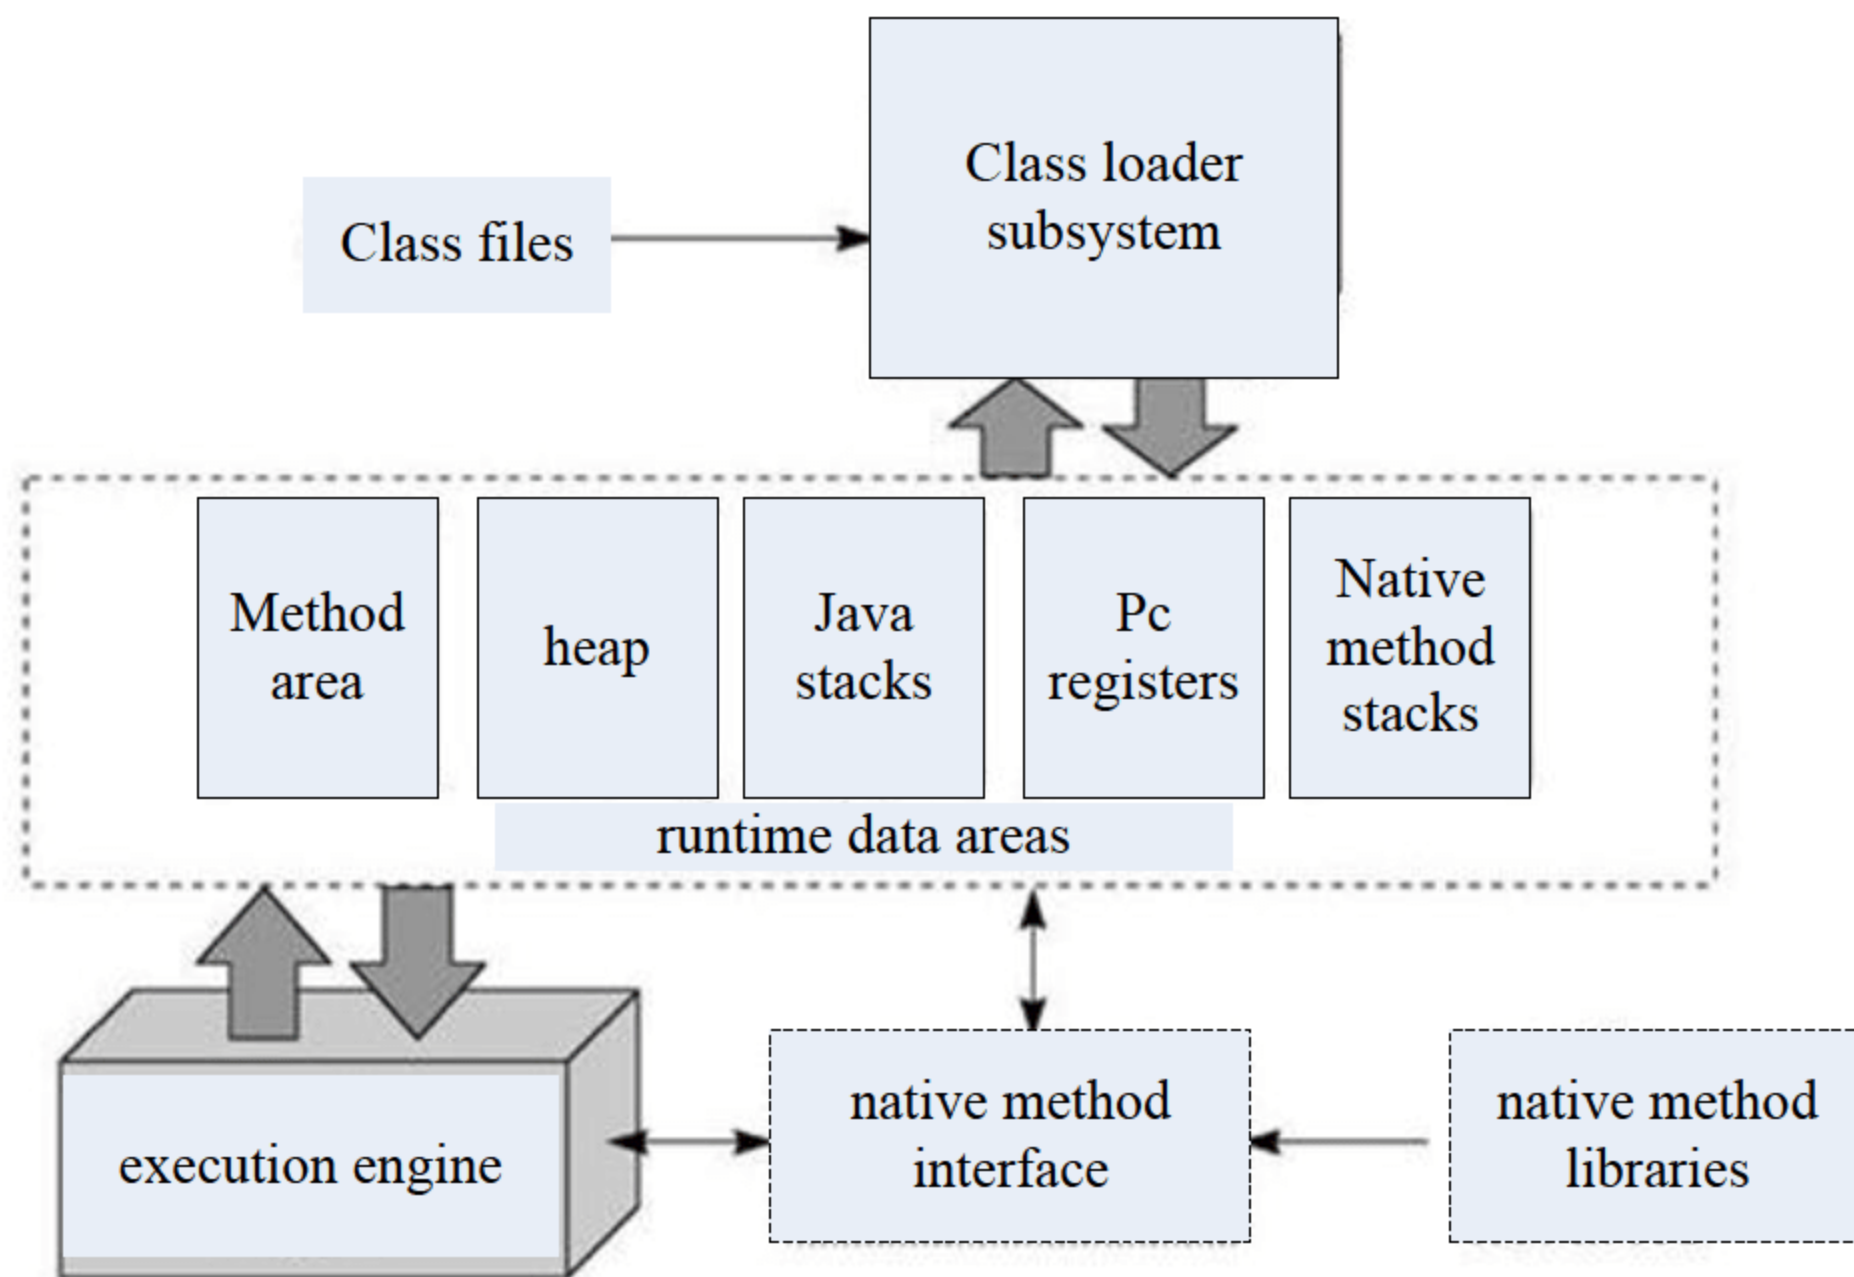 Class loader
subsystem
Class files
Method
area
heap
Java
stacks
Pc
registers
Native
method
stacks
runtime data areas
execution engine
native method
interface
native method
libraries